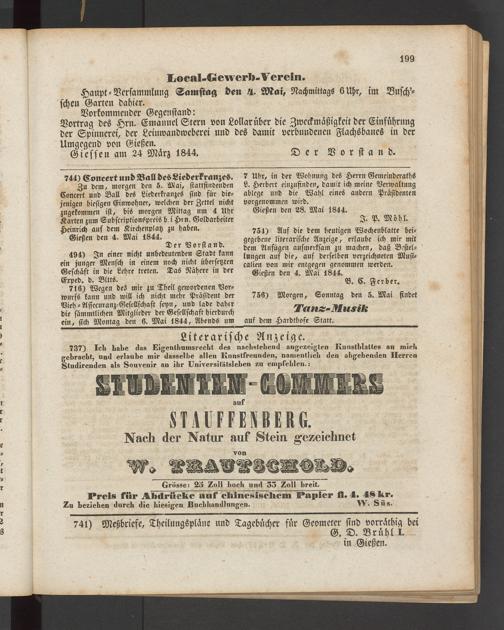 199
Local-Gewerb-Verein.
Haupt-Versammlung Samstag den 4. Mai, Nachmittags 6 Uhr, im Busch'-
schen Garten dahier.
Vorkommender Gegenstand:
Vortrag des Hrn. Emanuel Stern von Lollar über die Zweckmäßigkeit der Einführung
der Spinnerei, der Leinwandweberei und des damit verbundenen Flachsbaues in der
Umgegend von Gießen.
Giessen am 24 März 1844. Der Vorstand.
744) Concert und Ball des Liederkranzes.
Zu dem, morgen den 5. Mai, stattfindenden
Concert und Ball des Liederkranzes sind für die-
jenigen hiesigen Einwohner, welchen der Zettel nicht
zugekommen ist, bis morgen Mittag um 4 Uhr
Karten zum Subscriptionspreis b. i Hrn. Goldarbeiter
Heinrich auf dem Kirchenplatz zu haben.
Gießen den 4. Mai 1844.
Der Vorstand.
494) In einer nicht unbedeutenden Stadt kann
ein junger Mensch in einem noch nicht übersetzten
Geschäft in die Lehre treten. Das Nähere in der
Exped. d. Bltts.
716) Wegen des mir zu Theil gewordenen Vor-
wurfs kann und will ich nicht mehr Präsident der
Vieh-Assecuranz-Gesellschaft seyn, und lade daher
die sämmtlichen Mitglieder der Gesellschaft hierdurch
ein, sich Montag den 6. Mai 1844, Abends um
7 Uhr, in der Wohnung des Herrn Gemeinderaths
L. Herbert einzufinden, damit ich meine Verwaltung
ablege und die Wahl eines andern Präsidenten
vorgenommen wird.
Gießen den 28. Mai 1844.
J. P. Möhl.
751) Auf die dem heutigen Wochenblatte bei-
gegebene literarische Anzeige, erlaube ich mir mit
dem Anfügen aufmerksam zu machen, daß Bestel-
lungen auf die, auf derselben verzeichneten Musi-
calien von mir entgegen genommen werden.
Gießen den 4. Mai 1844.
B. C. Ferber.
756) Morgen, Sonntag den 5. Mai findet
Tanz-Musik
auf dem Hardthofe Statt.
Literarische Anzeige.
737) Ich habe das Eigenthumsrecht des nachstehend angezeigten Kunstblattes an mich
gebracht, und erlaube mir dasselbe allen Kunstfreunden, namentlich den abgehenden Herren
Studirenden als Souvenir an ihr Universitätsleben zu empfehlen.:
STUDENTEN-COMMERS
auf
STAUFFENBERG.
Nach der Natur auf Stein gezeichnet
von
W. TRAUTSCHOLD.
Grösse: 25 Zoll hoch und 35 Zoll breit.
Preis für Abdrücke auf chinesischem Papier fl. 4. 48 kr.
Zu beziehen durch die hiesigen Buchhandlungen. W. Süs.
741) Meßbriefe, Theilungspläne und Tagebücher für Geometer sind vorräthig bei
G. D. Brühl I.
in Gießen.